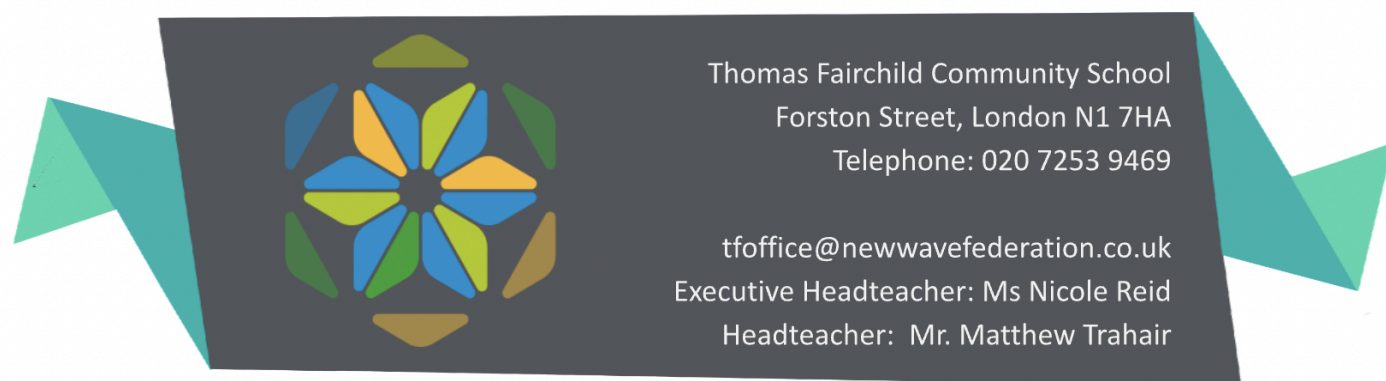 Thomas Fairchild Community School
Forston Street, London N1 7HA
Telephone: 020 7253 9469
tfoffice@newwavefederation.co.uk
Executive Headteacher: Ms Nicole Reid
Headteacher:  Mr. Matthew Trahair